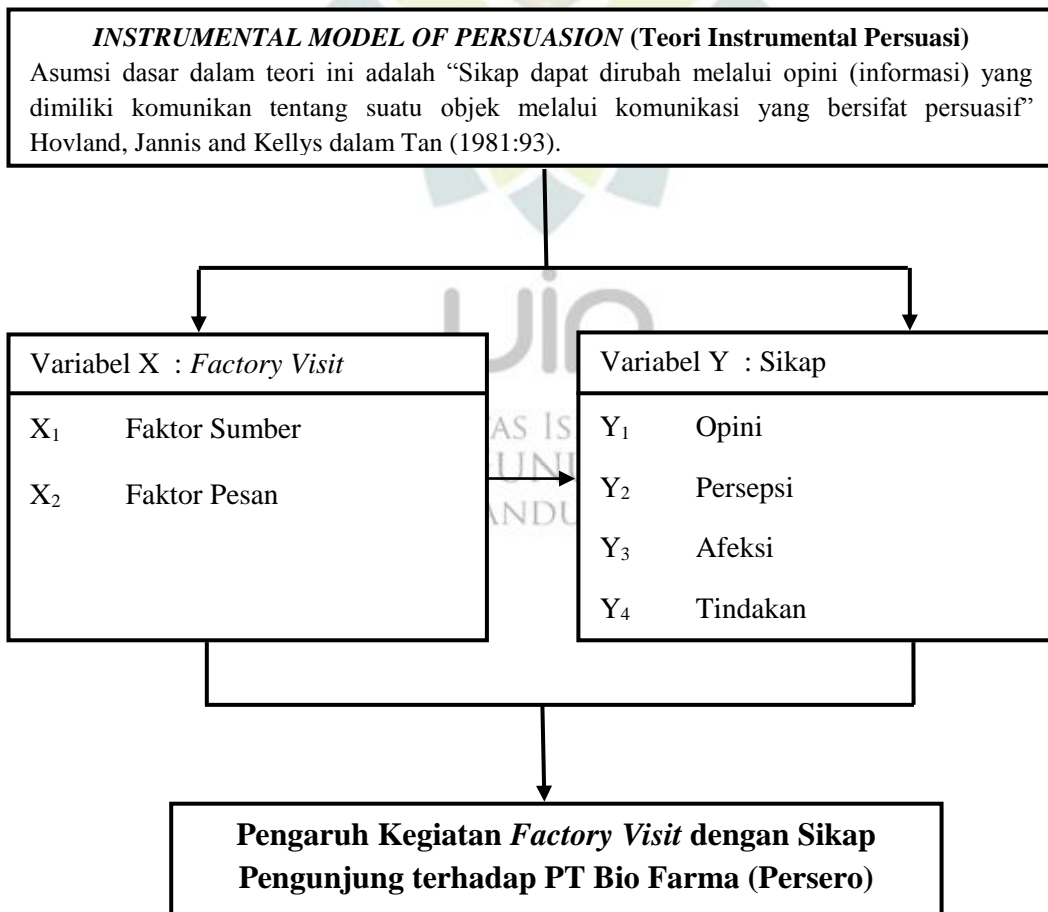 INSTRUMENTAL MODEL OF PERSUASION (Teori Instrumental Persuasi)
Asumsi dasar dalam teori ini adalah “Sikap dapat dirubah melalui opini (informasi) yang
dimiliki komunikan tentang suatu objek melalui komunikasi yang bersifat persuasif”
Hovland, Jannis and Kellys dalam Tan (1981:93).
uin
Variabel X : Factory Visit
X₁ Faktor Sumber
X₂ Faktor Pesan
Variabel Y : Sikap
Y₁ Opini
Y₂ Persepsi
Y₃ Afeksi
Y₄ Tindakan
Pengaruh Kegiatan Factory Visit dengan Sikap
Pengunjung terhadap PT Bio Farma (Persero)